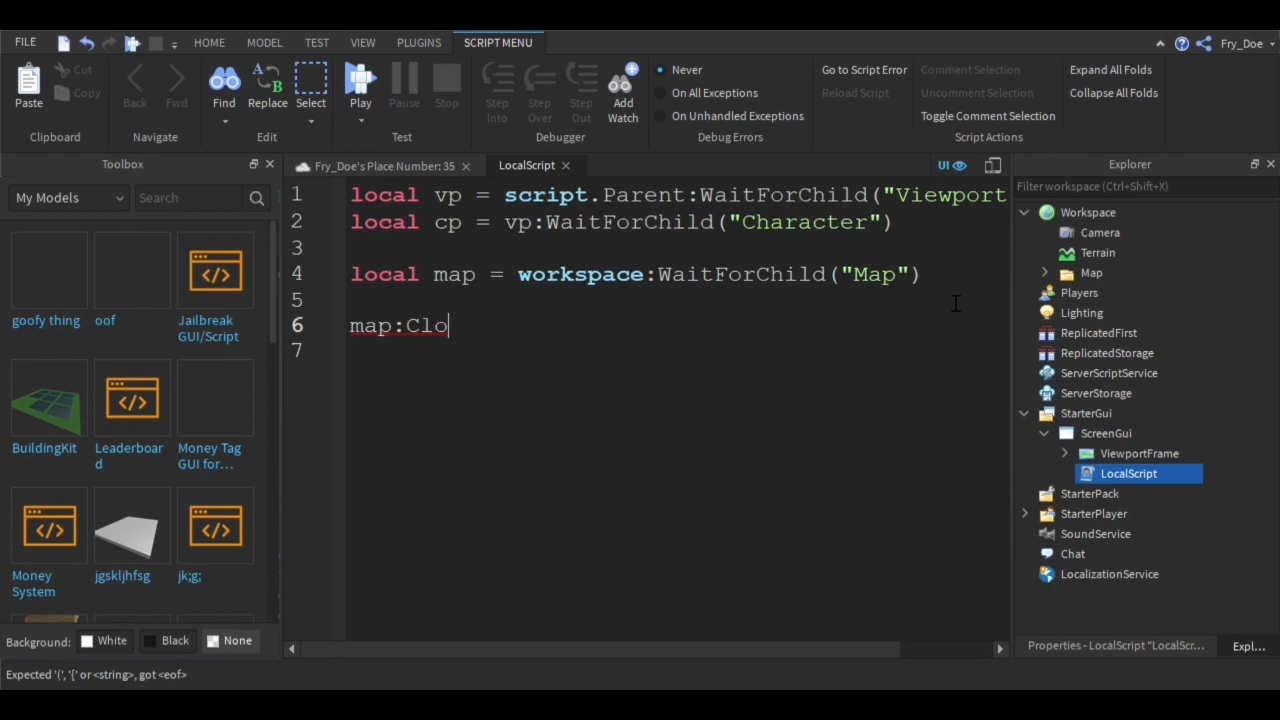 FILE HOME MODEL TEST VIEW PLUGINS SCRIPT MENU Fry_Doe
Paste Cut Copy Back Fwd Find Replace Select Play Pause Stop Step Into Step Over Step Out Add Watch
Never
On All Exceptions
On Unhandled Exceptions
Go to Script Error
Reload Script
Comment Selection
Uncomment Selection
Toggle Comment Selection
Expand All Folds
Collapse All Folds
Clipboard Navigate Edit Test Debugger Debug Errors Script Actions
Toolbox
My Models Search
goofy thing oof Jailbreak
GUI/Script
BuildingKit Leaderboar
d Money Tag
GUI for...
Money
System jgskljhfsg jk;g;
Background: White Black None
Fry_Doe's Place Number: 35 LocalScript UI
1 local vp = script.Parent:WaitForChild("Viewport
2 local cp = vp:WaitForChild("Character")
3
4 local map = workspace:WaitForChild("Map")
5
6 map:Clo
7
Explorer
Filter workspace (Ctrl+Shift+X)
Workspace
Camera
Terrain
Map
Players
Lighting
ReplicatedFirst
ReplicatedStorage
ServerScriptService
ServerStorage
StarterGui
ScreenGui
ViewportFrame
LocalScript
StarterPack
StarterPlayer
SoundService
Chat
LocalizationService
Properties - LocalScript "LocalScr... Expl...
Expected '(', '{' or <string>, got <eof>